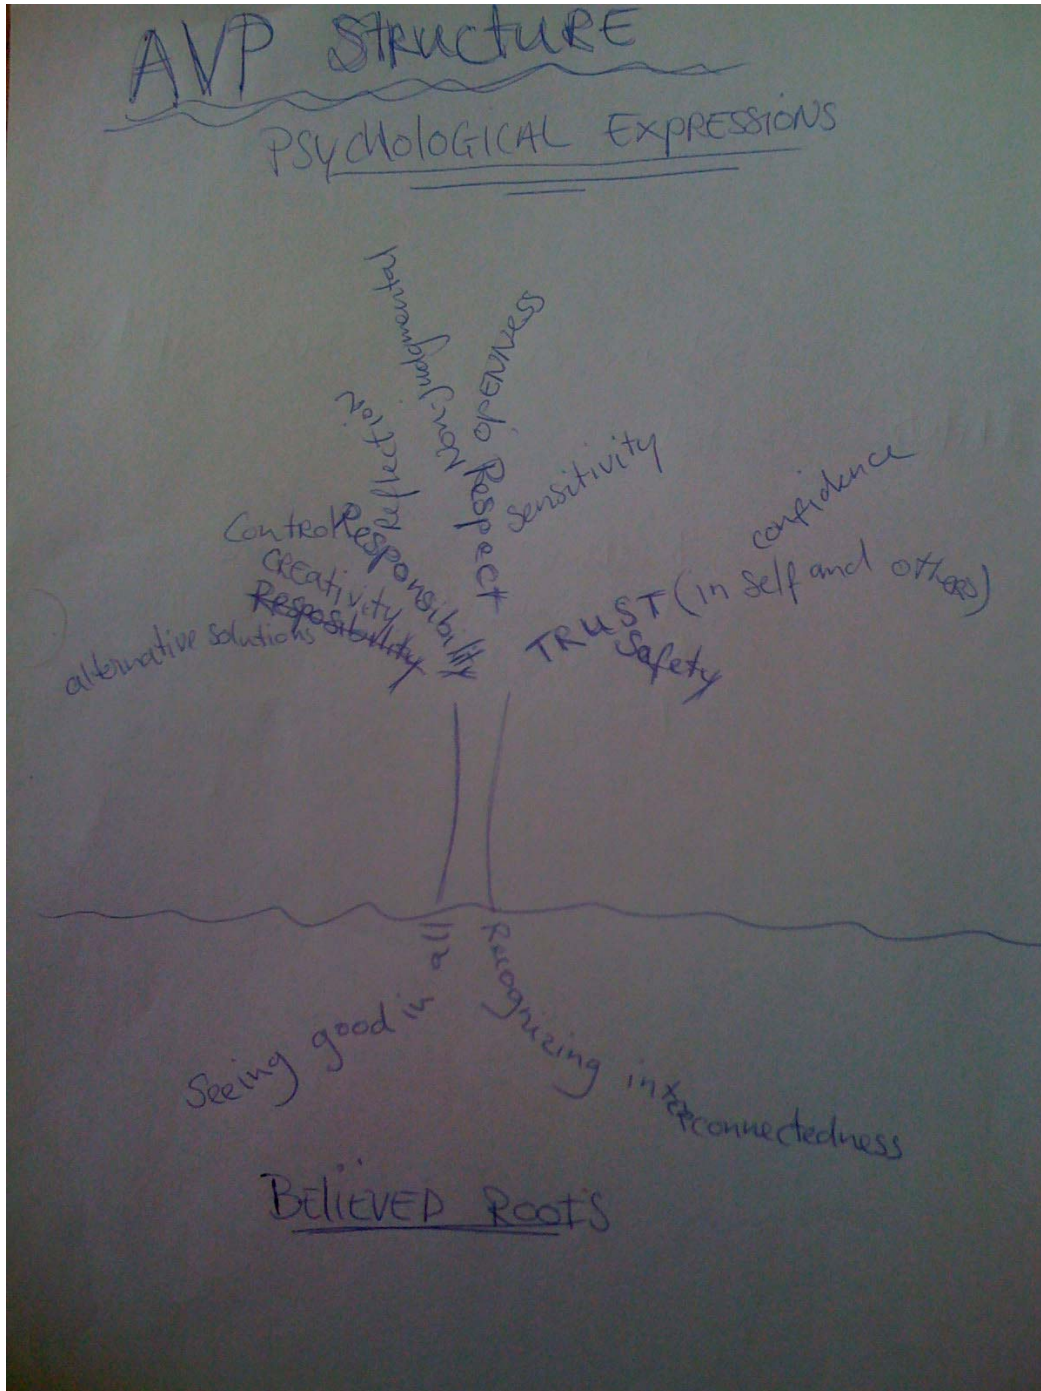 AVP Structure
PSYCHOLOGICAL EXPRESSIONS
Non-Judgmental
OPENNESS
Reflection
Respect
Sensitivity
confidence
Control
Responsibility
CREativity
Resposibility
alternative solutions
TRUST (in self and others)
Safety
Seeing good in all
Recognizing interconnectedness
BELiEVED ROOTS